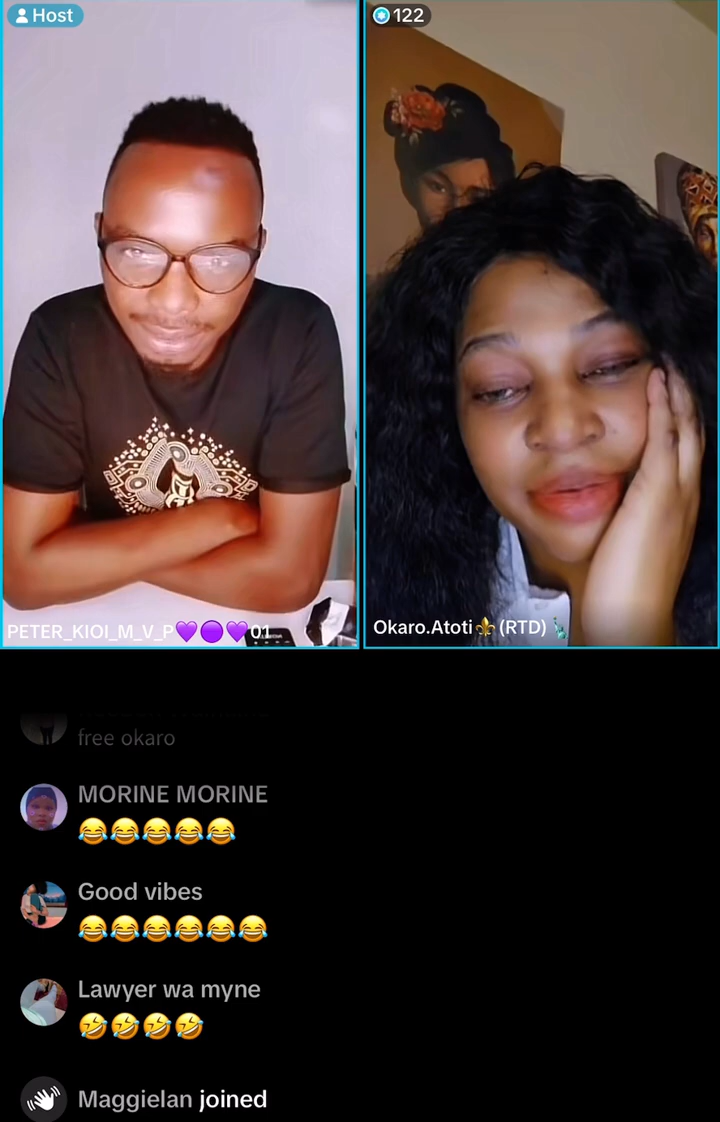 Host
122
PETER_KIOI_M_V_P💜🟣💜01
Okaro.Atoti⚜️(RTD)🗽
free okaro
MORINE MORINE
😂😂😂😂😂
Good vibes
😂😂😂😂😂😂
Lawyer wa myne
🤣🤣🤣🤣
Maggielan joined